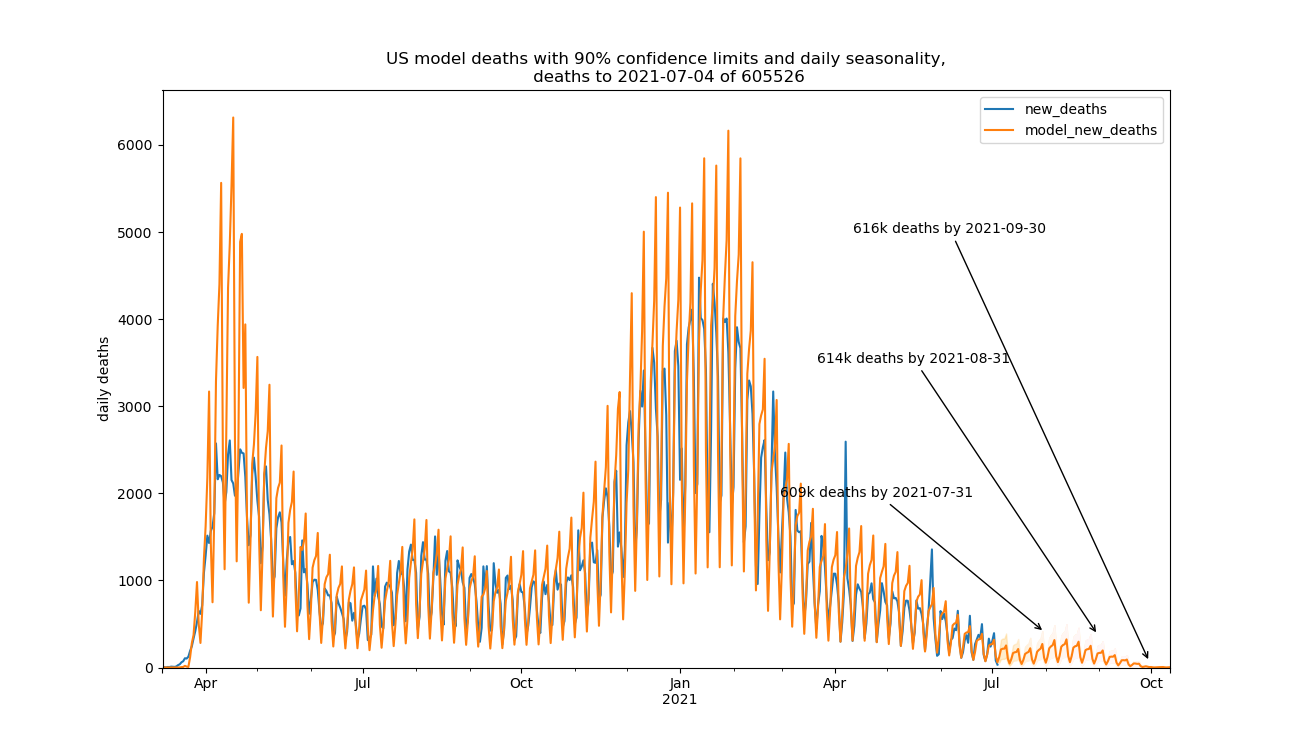 US model deaths with 90% confidence limits and daily seasonality,
deaths to 2021-07-04 of 605526
new_deaths
model_new_deaths
6000
5000
4000
3000
2000
1000
0
daily deaths
616k deaths by 2021-09-30
614k deaths by 2021-08-31
609k deaths by 2021-07-31
Apr
Jul
Oct
Jan
2021
Apr
Jul
Oct